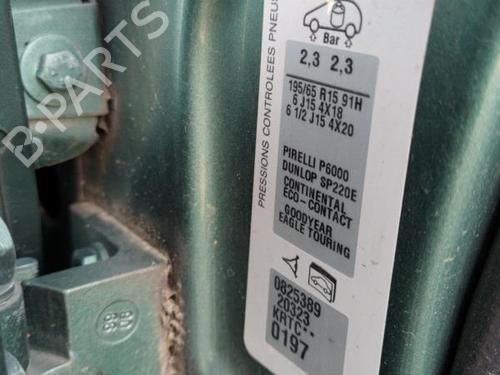 B-PARTS
PRESSIONS CONTROLEES PNEUS
Bar
2,3 2,3
195/65 R15 91H
6 J15 4X18
6 1/2 J15 4X20
PIRELLI P6000
DUNLOP SP220E
CONTINENTAL
ECO-CONTACT
GOODYEAR
EAGLE TOURING
0825389
20323
KRTC
0197